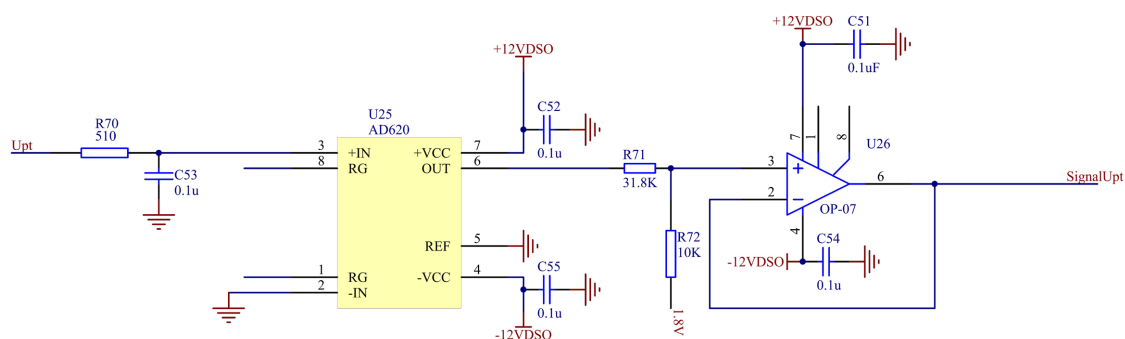 +12VDSO
C51
0.1uF
+12VDSO
U25
AD620
C52
0.1u
R70
510
Upt
C53
0.1u
3
+IN
8
RG
+VCC
7
OUT
6
REF
5
1
RG
2
-IN
-VCC
4
C55
0.1u
-12VDSO
R71
31.8K
R72
10K
1.8V
7
1
8
U26
3
+
2
−
6
SignalUpt
OP-07
4
C54
-12VDSO
0.1u